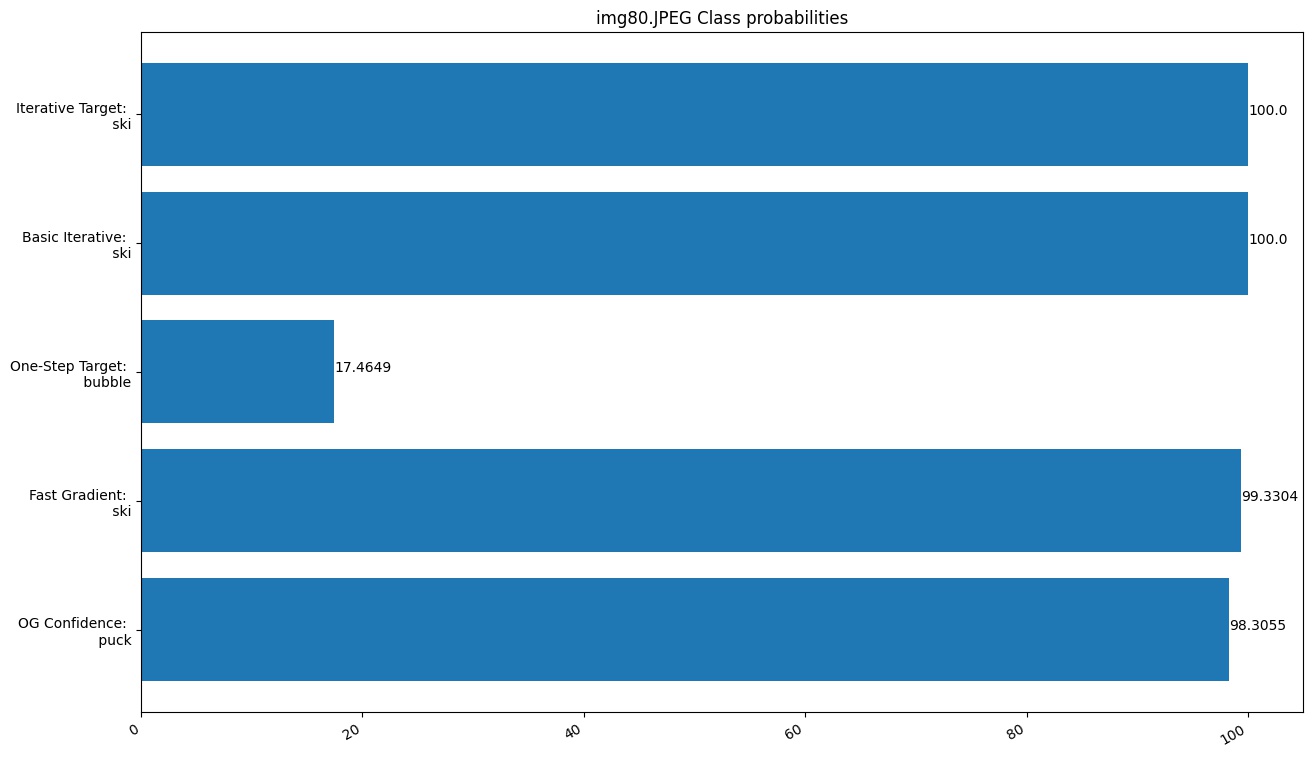 img80.JPEG Class probabilities
Iterative Target:
ski
100.0
Basic Iterative:
ski
100.0
One-Step Target:
bubble
17.4649
Fast Gradient:
ski
99.3304
OG Confidence:
puck
98.3055
0
20
40
60
80
100